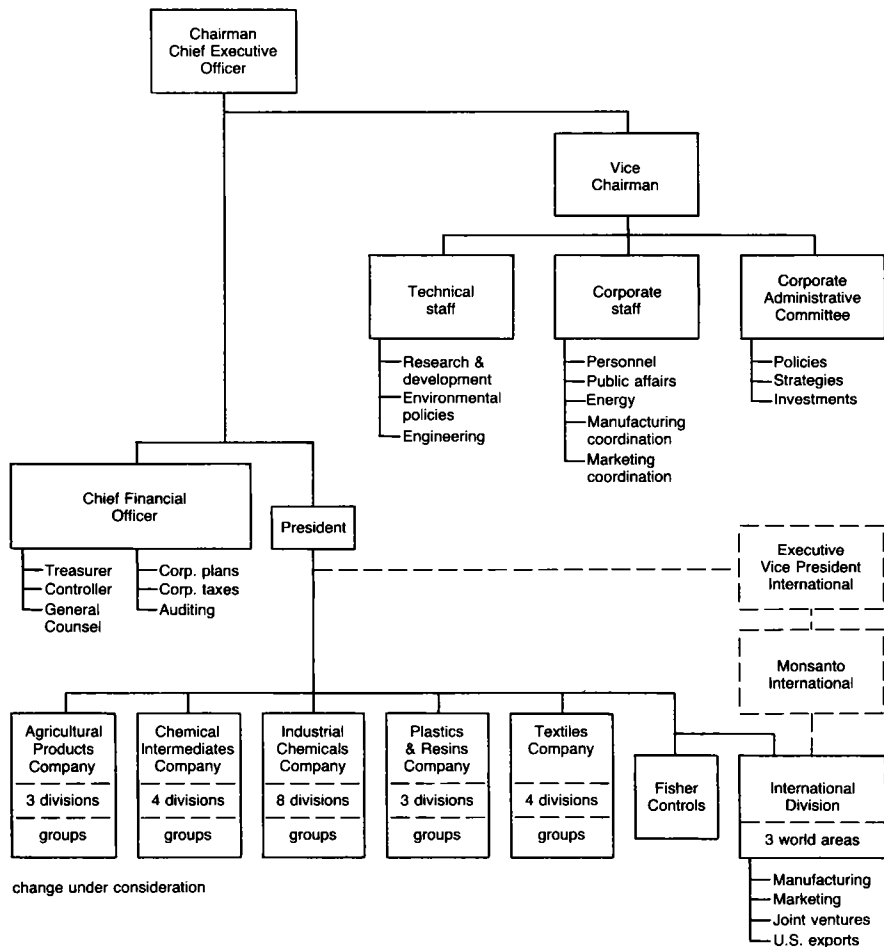 Chairman
Chief Executive
Officer
Vice
Chairman
Technical
staff
Research &
development
Environmental
policies
Engineering
Corporate
staff
Personnel
Public affairs
Energy
Manufacturing
coordination
Marketing
coordination
Corporate
Administrative
Committee
Policies
Strategies
Investments
Chief Financial
Officer
Treasurer
Controller
General
Counsel
Corp. plans
Corp. taxes
Auditing
President
Executive
Vice President
International
Monsanto
International
Agricultural
Products
Company
3 divisions
groups
Chemical
Intermediates
Company
4 divisions
groups
Industrial
Chemicals
Company
8 divisions
groups
Plastics
& Resins
Company
3 divisions
groups
Textiles
Company
4 divisions
groups
Fisher
Controls
International
Division
3 world areas
Manufacturing
Marketing
Joint ventures
U.S. exports
change under consideration